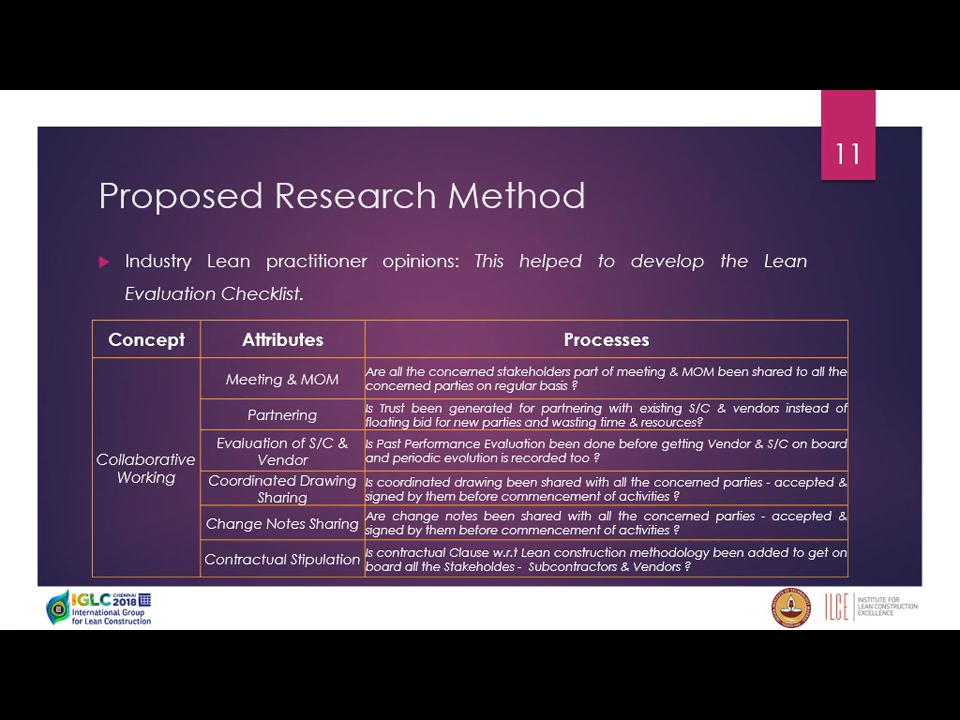 11
Proposed Research Method
Industry Lean practitioner opinions: This helped to develop the Lean
Evaluation Checklist.
Concept Attributes Processes
Collaborative
Working
Meeting & MOM
Are all the concerned stakeholders part of meeting & MOM been shared to all the
concerned parties on regular basis ?
Partnering
Is Trust been generated for partnering with existing S/C & vendors instead of
floating bid for new parties and wasting time & resources?
Evaluation of S/C &
Vendor
Is Past Performance Evaluation been done before getting Vendor & S/C on board
and periodic evolution is recorded too ?
Coordinated Drawing
Sharing
Is coordinated drawing been shared with all the concerned parties - accepted &
signed by them before commencement of activities ?
Change Notes Sharing
Are change notes been shared with all the concerned parties - accepted &
signed by them before commencement of activities ?
Contractual Stipulation
Is contractual Clause w.r.t Lean construction methodology been added to get on
board all the Stakeholdes - Subcontractors & Vendors ?
IGLC CHENNAI 2018
International Group
for Lean Construction
ILCE
INSTITUTE FOR
LEAN CONSTRUCTION
EXCELLENCE